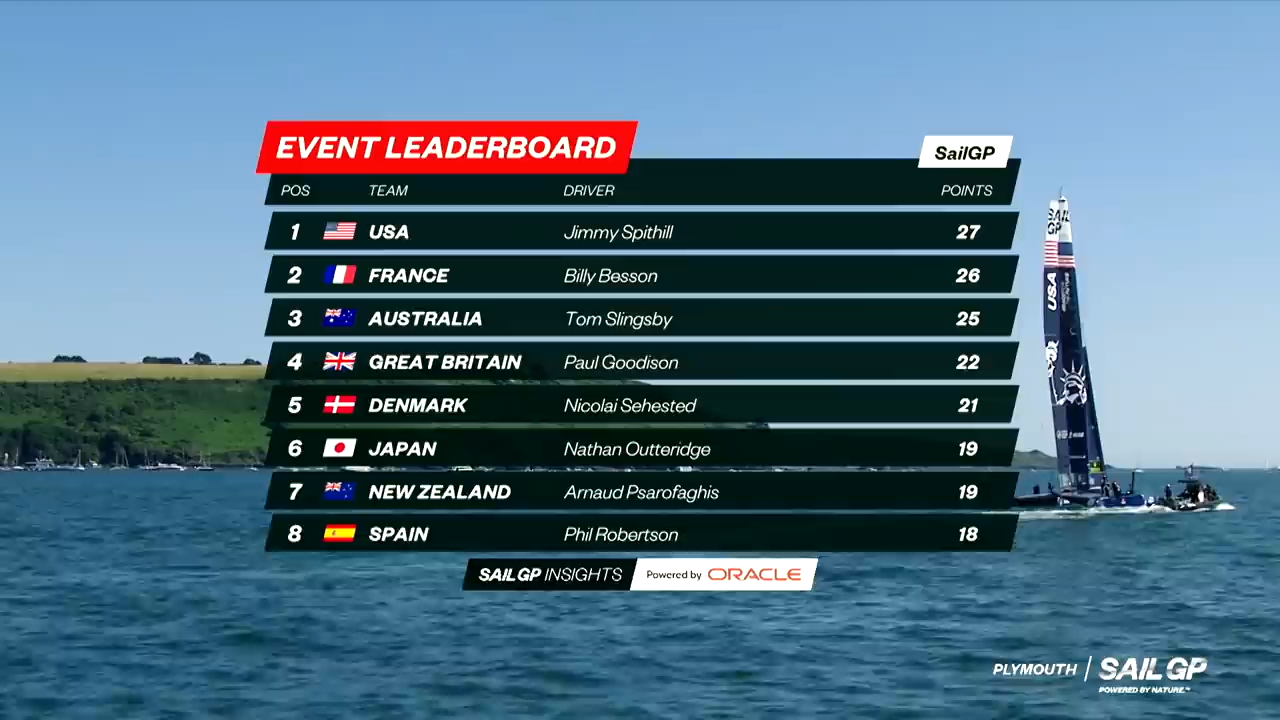 EVENT LEADERBOARD
SailGP
POS TEAM DRIVER POINTS
1 USA Jimmy Spithill 27
2 FRANCE Billy Besson 26
3 AUSTRALIA Tom Slingsby 25
4 GREAT BRITAIN Paul Goodison 22
5 DENMARK Nicolai Sehested 21
6 JAPAN Nathan Outteridge 19
7 NEW ZEALAND Arnaud Psarofaghis 19
8 SPAIN Phil Robertson 18
SAILGP INSIGHTS Powered by ORACLE
SAIL
GP
USA
PLYMOUTH | SAILGP
POWERED BY NATURE.™